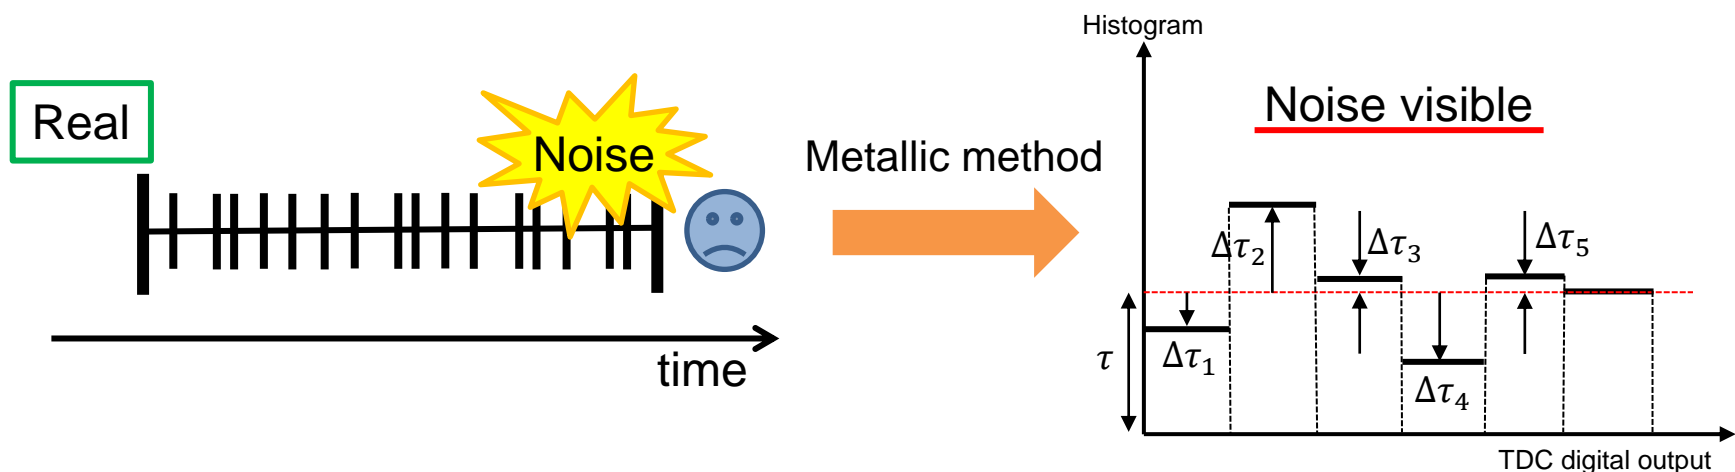 Real
Noise
time
Metallic method
Histogram
Noise visible
Δτ₁
Δτ₂
Δτ₃
Δτ₄
Δτ₅
τ
TDC digital output